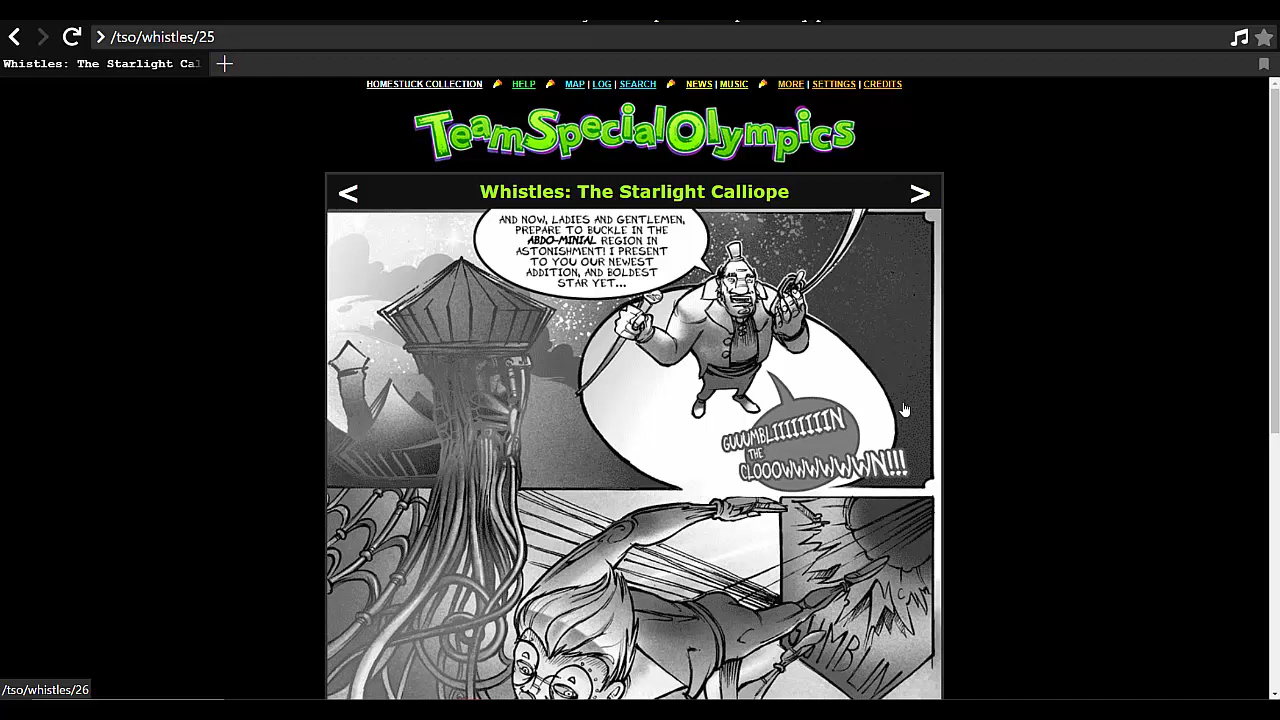 /tso/whistles/25
Whistles: The Starlight Cal
HOMESTUCK COLLECTION HELP MAP | LOG | SEARCH NEWS | MUSIC MORE | SETTINGS | CREDITS
TeamSpecialOlympics
< Whistles: The Starlight Calliope >
AND NOW, LADIES AND GENTLEMEN,
PREPARE TO BUCKLE IN THE
ABDO-MINIAL REGION IN
ASTONISHMENT! I PRESENT
TO YOU OUR NEWEST
ADDITION, AND BOLDEST
STAR YET...
GUUUMBLIIIIIIIIN
THE
CLOOOWWWWWWN!!!
/tso/whistles/26